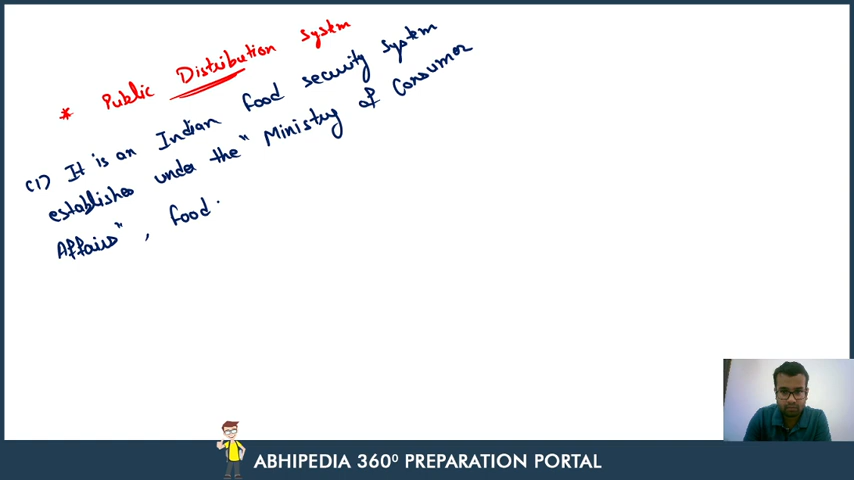 * Public Distribution system
(1) It is an Indian food security system
established under the "Ministry of Consumer
Affairs", food
ABHIPEDIA 360° PREPARATION PORTAL